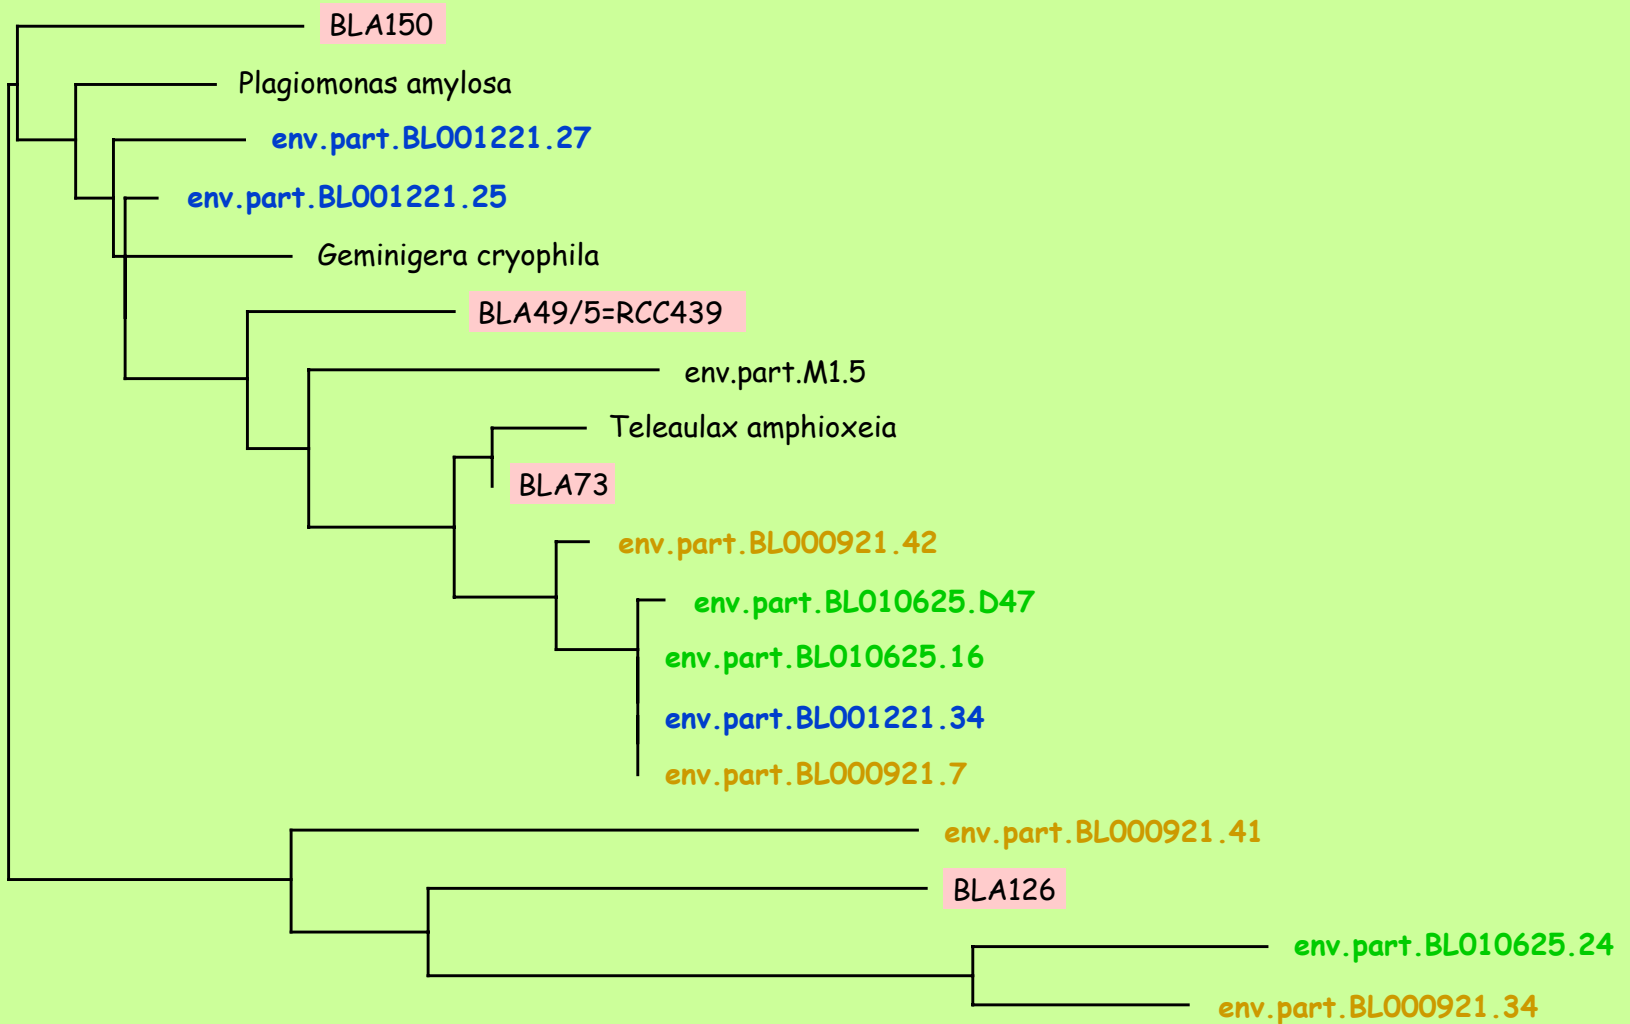 BLA150
Plagiomonas amylosa
env.part.BL001221.27
env.part.BL001221.25
Geminigera cryophila
BLA49/5=RCC439
env.part.M1.5
Teleaulax amphioxeia
BLA73
env.part.BL000921.42
env.part.BL010625.D47
env.part.BL010625.16
env.part.BL001221.34
env.part.BL000921.7
env.part.BL000921.41
BLA126
env.part.BL010625.24
env.part.BL000921.34